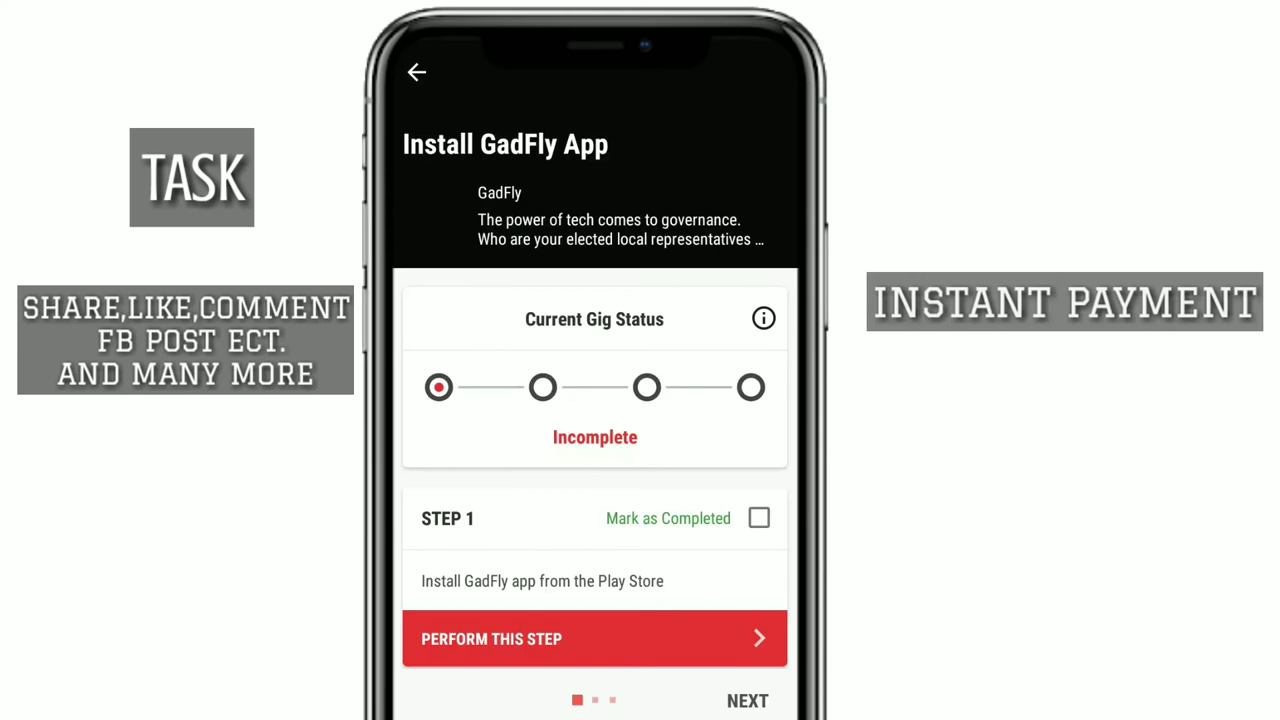 TASK
SHARE,LIKE,COMMENT
FB POST ECT.
AND MANY MORE
Install GadFly App
GadFly
The power of tech comes to governance.
Who are your elected local representatives ...
Current Gig Status
Incomplete
STEP 1
Mark as Completed
Install GadFly app from the Play Store
PERFORM THIS STEP
NEXT
INSTANT PAYMENT